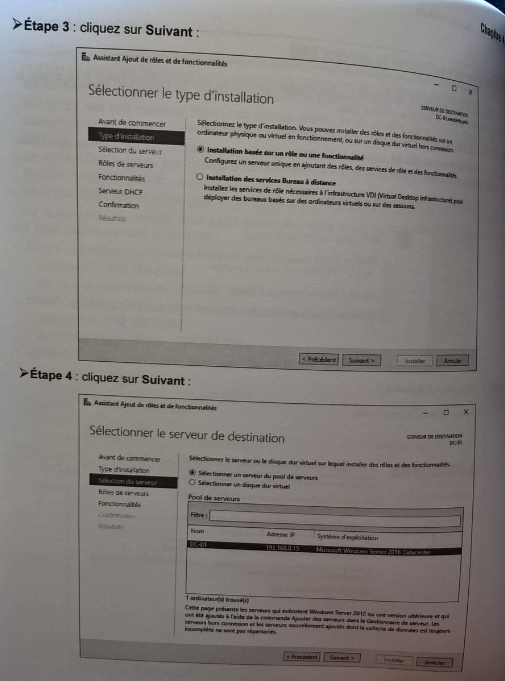 ➢Étape 3 : cliquez sur Suivant :
Chapitre 4
Assistant Ajout de rôles et de fonctionnalités
Sélectionner le type d'installation
SERVEUR DE DESTINATION
Avant de commencer
Type d'installation
Sélection du serveur
Rôles de serveurs
Fonctionnalités
Serveur DHCP
Confirmation
Résultats
Sélectionnez le type d'installation. Vous pouvez installer des rôles et des fonctionnalités sur un
ordinateur physique ou virtuel en fonctionnement, ou sur un disque dur virtuel hors connexion.
Installation basée sur un rôle ou une fonctionnalité
Configurez un serveur unique en ajoutant des rôles, des services de rôle et des fonctionnalités.
Installation des services Bureau à distance
Installez les services de rôle nécessaires à l'infrastructure VDI (Virtual Desktop Infrastructure) pour
déployer des bureaux basés sur des ordinateurs virtuels ou sur des sessions.
< Précédent
Suivant >
Installer
Annuler
➢Étape 4 : cliquez sur Suivant :
Assistant Ajout de rôles et de fonctionnalités
Sélectionner le serveur de destination
SERVEUR DE DESTINATION
DC-01
Avant de commencer
Type d'installation
Sélection du serveur
Rôles de serveurs
Fonctionnalités
Confirmation
Résultats
Sélectionnez le serveur ou le disque dur virtuel sur lequel installer des rôles et des fonctionnalités.
Sélectionner un serveur du pool de serveurs
Sélectionner un disque dur virtuel
Pool de serveurs
Filtre :
Nom
Adresse IP
Système d'exploitation
DC-01
192.168.0.15
Microsoft Windows Server 2016 Datacenter
1 ordinateur(s) trouvé(s)
Cette page présente les serveurs qui exécutent Windows Server 2012 ou une version ultérieure et qui
ont été ajoutés à l'aide de la commande Ajouter des serveurs dans le Gestionnaire de serveur. Les
serveurs hors connexion et les serveurs nouvellement ajoutés dont la collecte de données est toujours
incomplète ne sont pas répertoriés.
< Précédent
Suivant >
Installer
Annuler